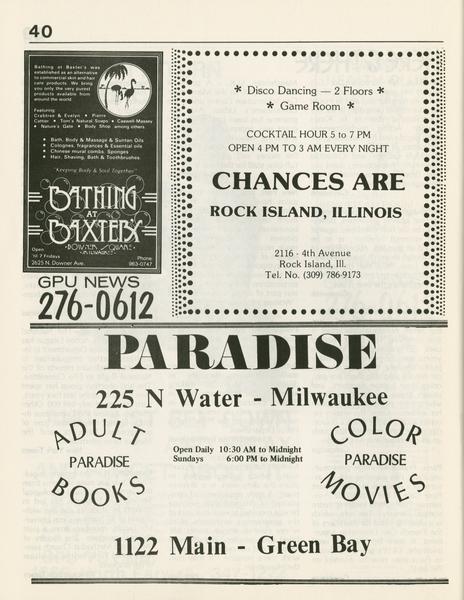 40
Bathing at Baxter's was
established as an alternative
to commercial skin and hair
care products. We bring
you only the very purest
products available from
around the world.
Featuring
Crabtree & Evelyn • Pierre
Cattier • Tom's Natural Soaps • Caswell-Massey
• Nature's Gate • Body Shop among others
• Bath, Body & Massage & Suntan Oils
• Colognes, fragrances & Essential oils
• Chinese mural combs. Sponges
• Hair, Shaving, Bath & Toothbrushes
"Keeping Body & Soul Together"
BATHING
AT
BAXTERS
DOWNER SQUARE
MILWAUKEE
Open
'til 7 Fridays
2625 N. Downer Ave.
Phone
963-0747
GPU NEWS
276-0612
* Disco Dancing — 2 Floors *
* Game Room *
COCKTAIL HOUR 5 to 7 PM
OPEN 4 PM TO 3 AM EVERY NIGHT
CHANCES ARE
ROCK ISLAND, ILLINOIS
2116 - 4th Avenue
Rock Island, Ill.
Tel. No. (309) 786-9173
PARADISE
225 N Water - Milwaukee
ADULT
PARADISE
BOOKS
Open Daily 10:30 AM to Midnight
Sundays 6:00 PM to Midnight
COLOR
PARADISE
MOVIES
1122 Main - Green Bay